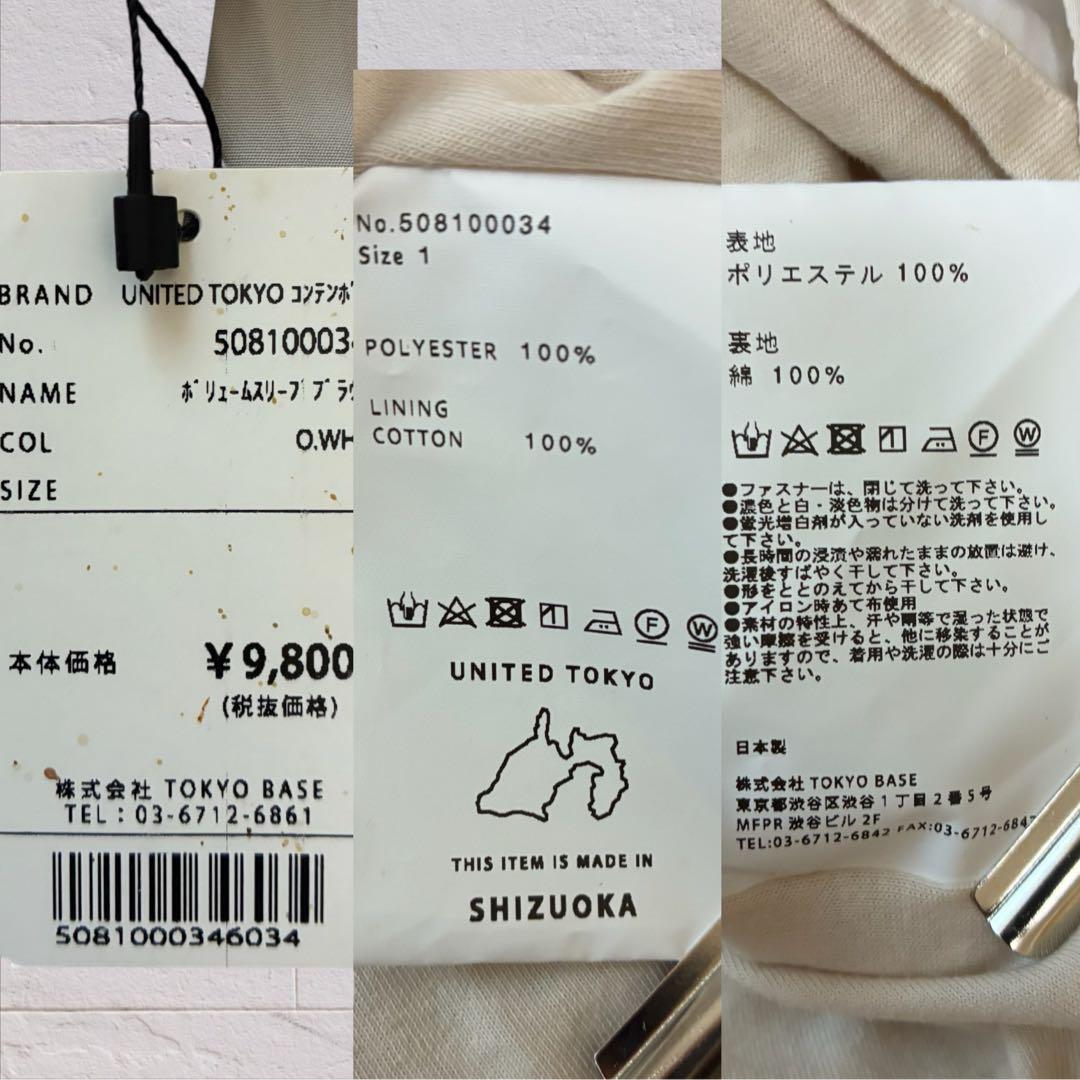 BRAND UNITED TOKYO コンテンポ
No. 50810003
NAME ボリュームスリーブブラ
COL O.WH
SIZE
本体価格 ¥9,800
(税抜価格)
株式会社 TOKYO BASE
TEL：03-6712-6861
5081000346034
No.508100034
Size 1
POLYESTER 100%
LINING
COTTON 100%
F
W
UNITED TOKYO
THIS ITEM IS MADE IN
SHIZUOKA
表地
ポリエステル 100%
裏地
綿 100%
F
W
●ファスナーは、閉じて洗って下さい。
●濃色と白・淡色物は分けて洗って下さい。
●蛍光増白剤が入っていない洗剤を使用し
て下さい。
●長時間の浸漬や濡れたままの放置は避け、
洗濯後すばやく干して下さい。
●形をととのえてから干して下さい。
●アイロン時あて布使用
●素材の特性上、汗や雨等で湿った状態で
強い摩擦を受けると、他に移染することが
ありますので、着用や洗濯の際は十分にご
注意下さい。
日本製
株式会社 TOKYO BASE
東京都渋谷区渋谷1丁目2番5号
MFPR 渋谷ビル 2F
TEL:03-6712-6842 FAX:03-6712-6847